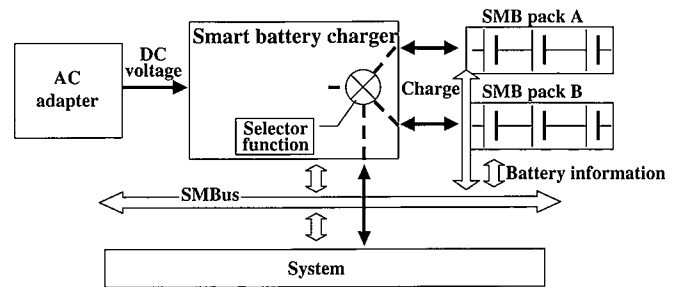 SMB pack A
Smart battery charger
DC
voltage
AC
adapter
Charge
SMB pack B
Selector
function
Battery information
SMBus
System